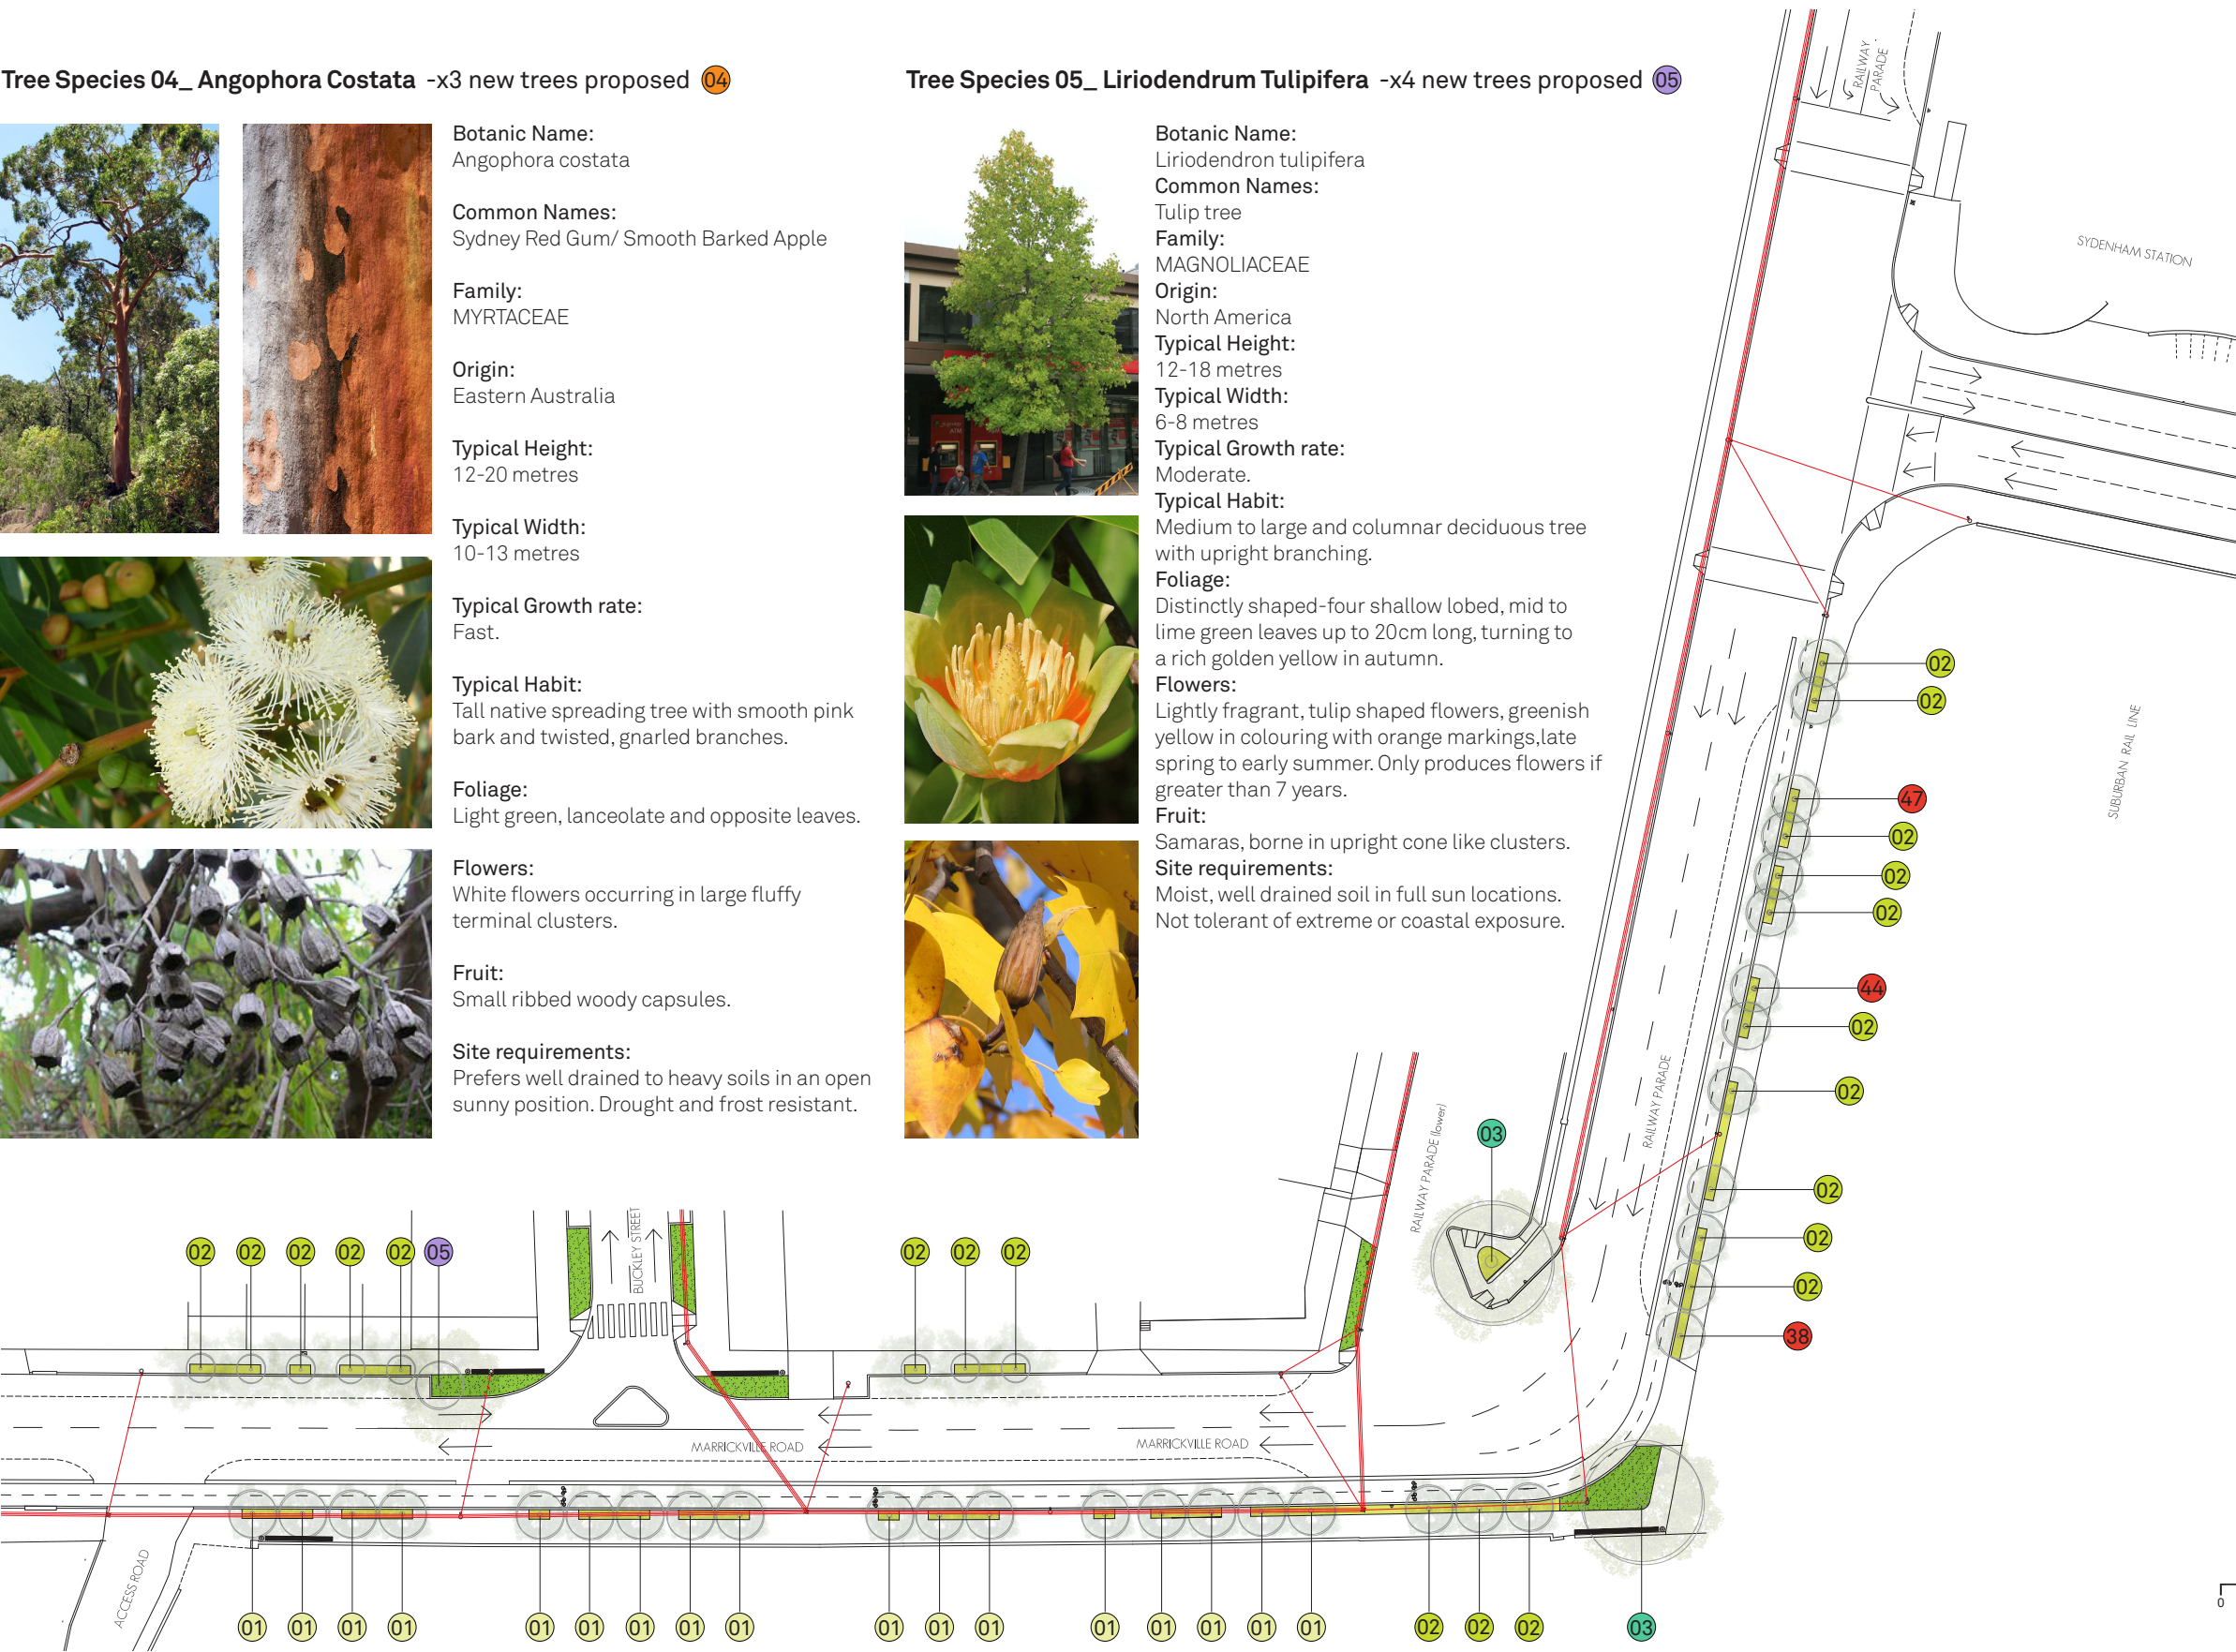 Tree Species 04_ Angophora Costata -x3 new trees proposed 04
Botanic Name:
Angophora costata
Common Names:
Sydney Red Gum/ Smooth Barked Apple
Family:
MYRTACEAE
Origin:
Eastern Australia
Typical Height:
12-20 metres
Typical Width:
10-13 metres
Typical Growth rate:
Fast.
Typical Habit:
Tall native spreading tree with smooth pink
bark and twisted, gnarled branches.
Foliage:
Light green, lanceolate and opposite leaves.
Flowers:
White flowers occurring in large fluffy
terminal clusters.
Fruit:
Small ribbed woody capsules.
Site requirements:
Prefers well drained to heavy soils in an open
sunny position. Drought and frost resistant.
Tree Species 05_ Liriodendrum Tulipifera -x4 new trees proposed 05
Botanic Name:
Liriodendron tulipifera
Common Names:
Tulip tree
Family:
MAGNOLIACEAE
Origin:
North America
Typical Height:
12-18 metres
Typical Width:
6-8 metres
Typical Growth rate:
Moderate.
Typical Habit:
Medium to large and columnar deciduous tree
with upright branching.
Foliage:
Distinctly shaped-four shallow lobed, mid to
lime green leaves up to 20cm long, turning to
a rich golden yellow in autumn.
Flowers:
Lightly fragrant, tulip shaped flowers, greenish
yellow in colouring with orange markings,late
spring to early summer. Only produces flowers if
greater than 7 years.
Fruit:
Samaras, borne in upright cone like clusters.
Site requirements:
Moist, well drained soil in full sun locations.
Not tolerant of extreme or coastal exposure.
RAILWAY
PARADE
SYDENHAM STATION
SUBURBAN RAIL LINE
02
02
47
02
02
02
44
02
02
02
02
02
38
RAILWAY PARADE
RAILWAY PARADE (lower)
03
02 02 02 02 02 05
BUCKLEY STREET
02 02 02
MARRICKVILLE ROAD
MARRICKVILLE ROAD
ACCESS ROAD
01 01 01 01 01 01 01 01 01 01 01 01 01 01 01 01 01 02 02 02 03
0